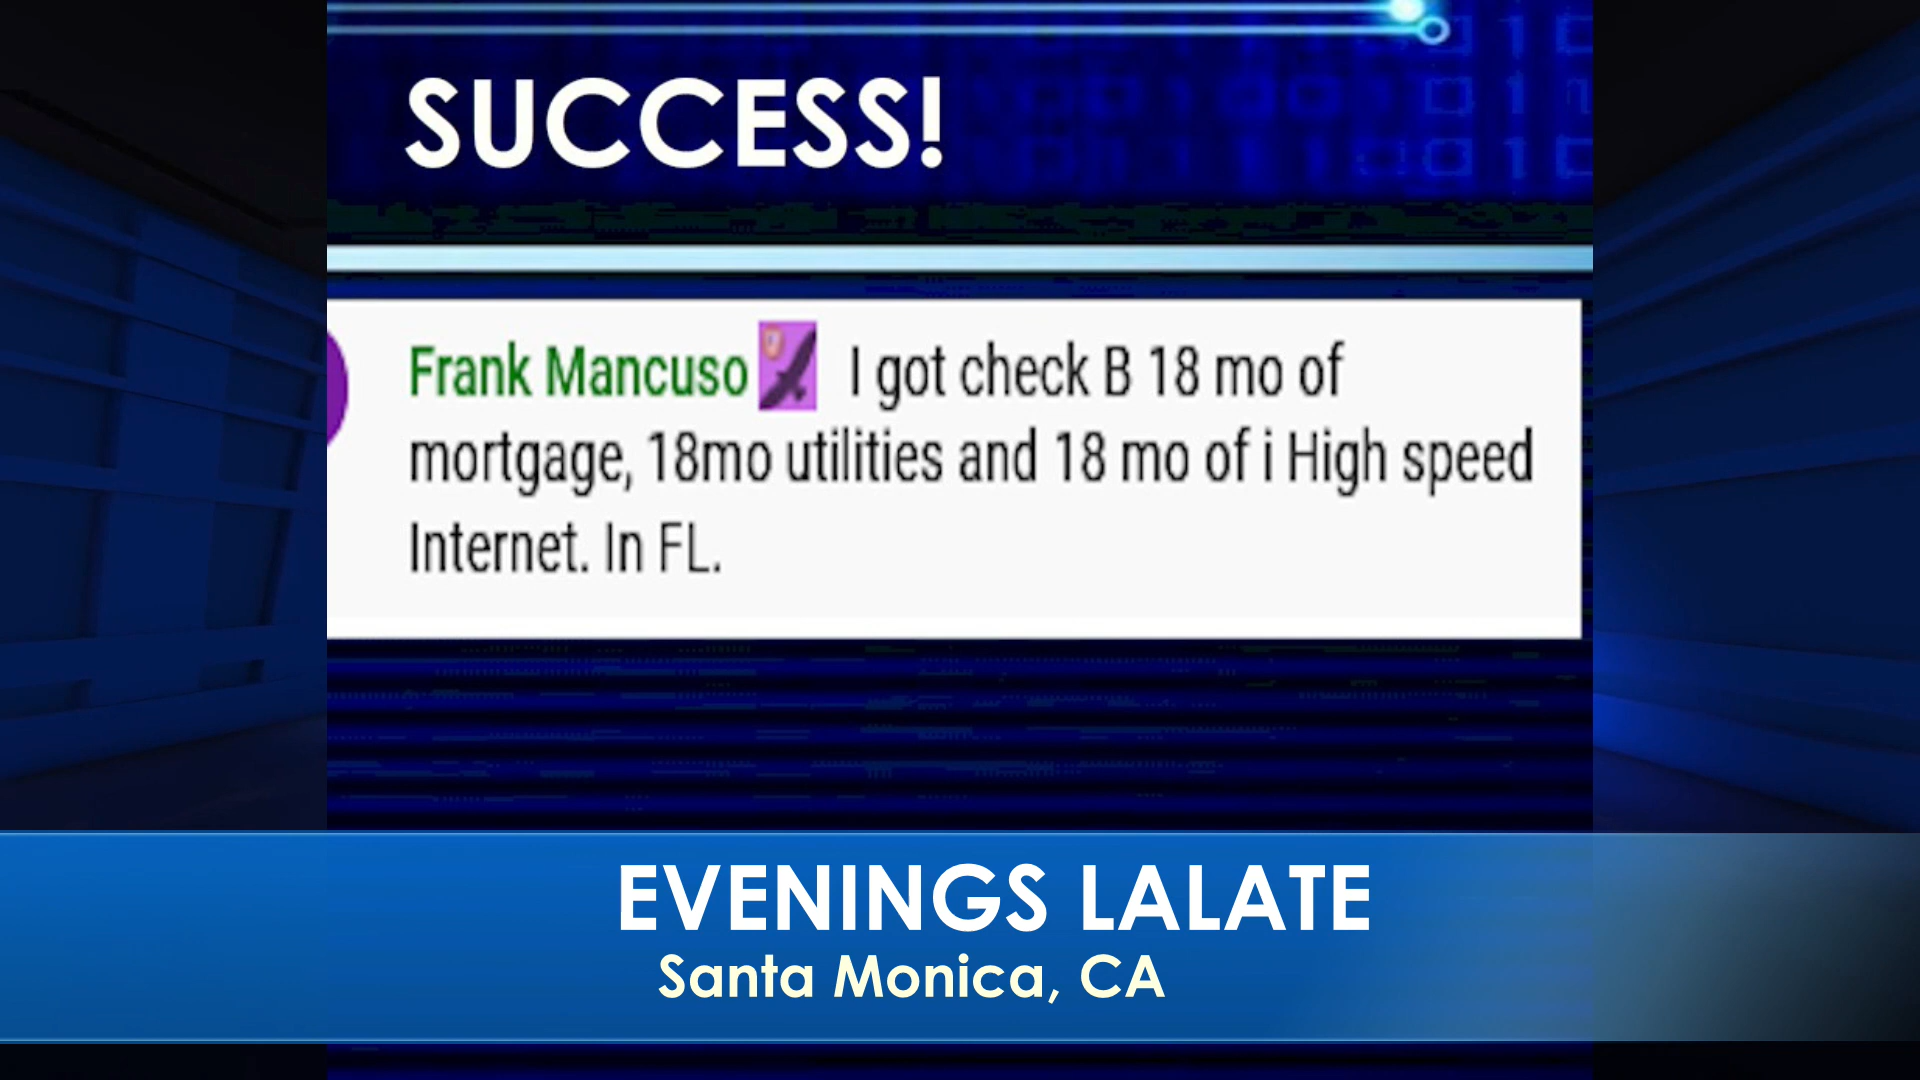 SUCCESS!
Frank Mancuso I got check B 18 mo of
mortgage, 18mo utilities and 18 mo of i High speed
Internet. In FL.
EVENINGS LALATE
Santa Monica, CA